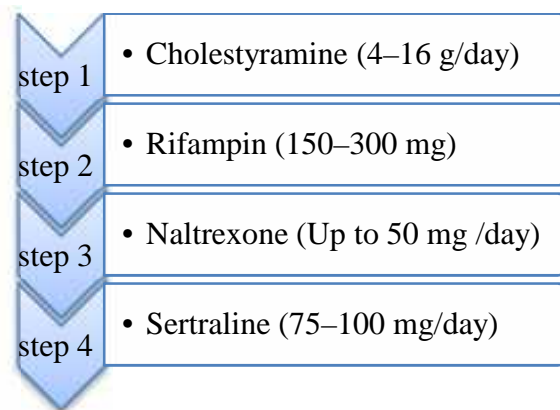 step 1
• Cholestyramine (4–16 g/day)
step 2
• Rifampin (150–300 mg)
step 3
• Naltrexone (Up to 50 mg /day)
step 4
• Sertraline (75–100 mg/day)